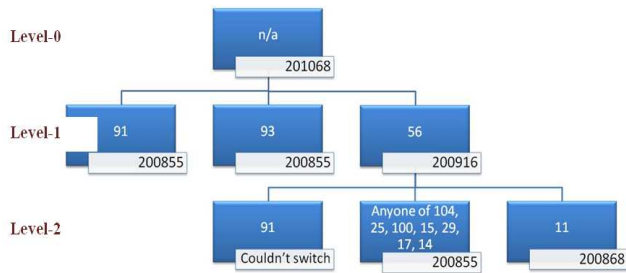 Level-0
n/a
201068
Level-1
91
200855
93
200855
56
200916
Level-2
91
Couldn't switch
Anyone of 104,
25, 100, 15, 29,
17, 14
200855
11
200868